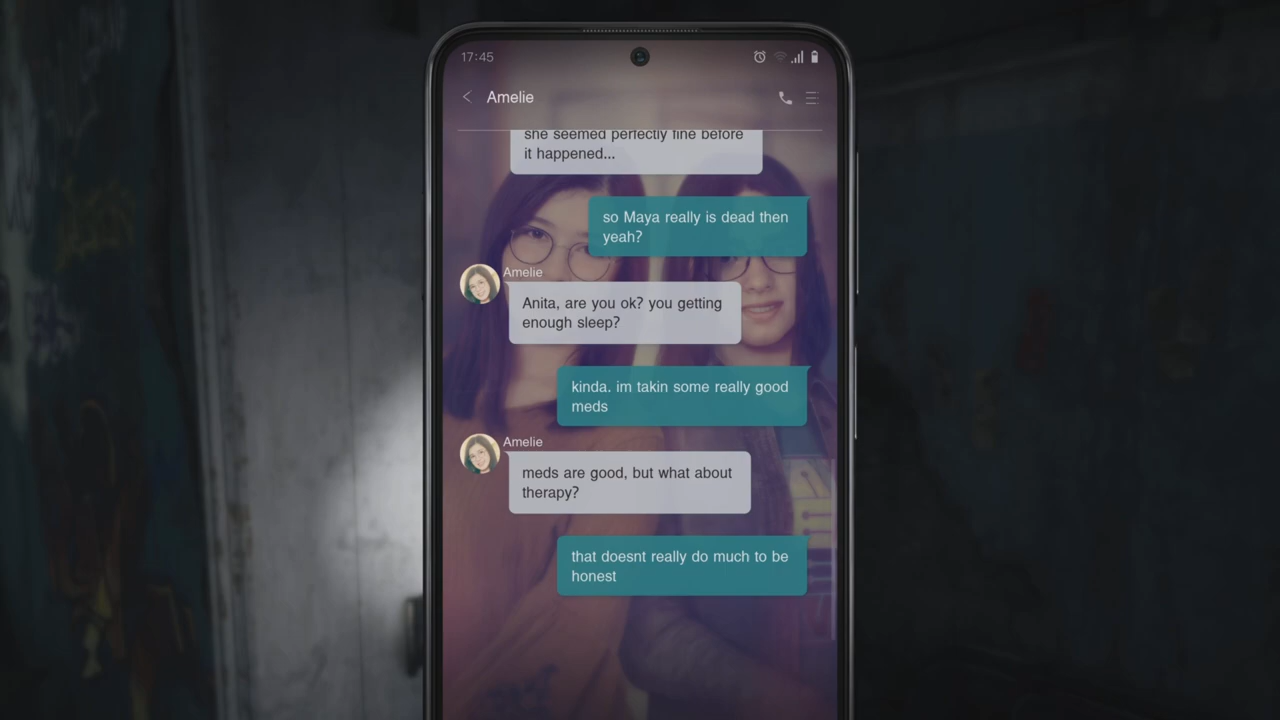 17:45
Amelie
she seemed perfectly fine before
it happened...
so Maya really is dead then
yeah?
Amelie
Anita, are you ok? you getting
enough sleep?
kinda. im takin some really good
meds
Amelie
meds are good, but what about
therapy?
that doesnt really do much to be
honest